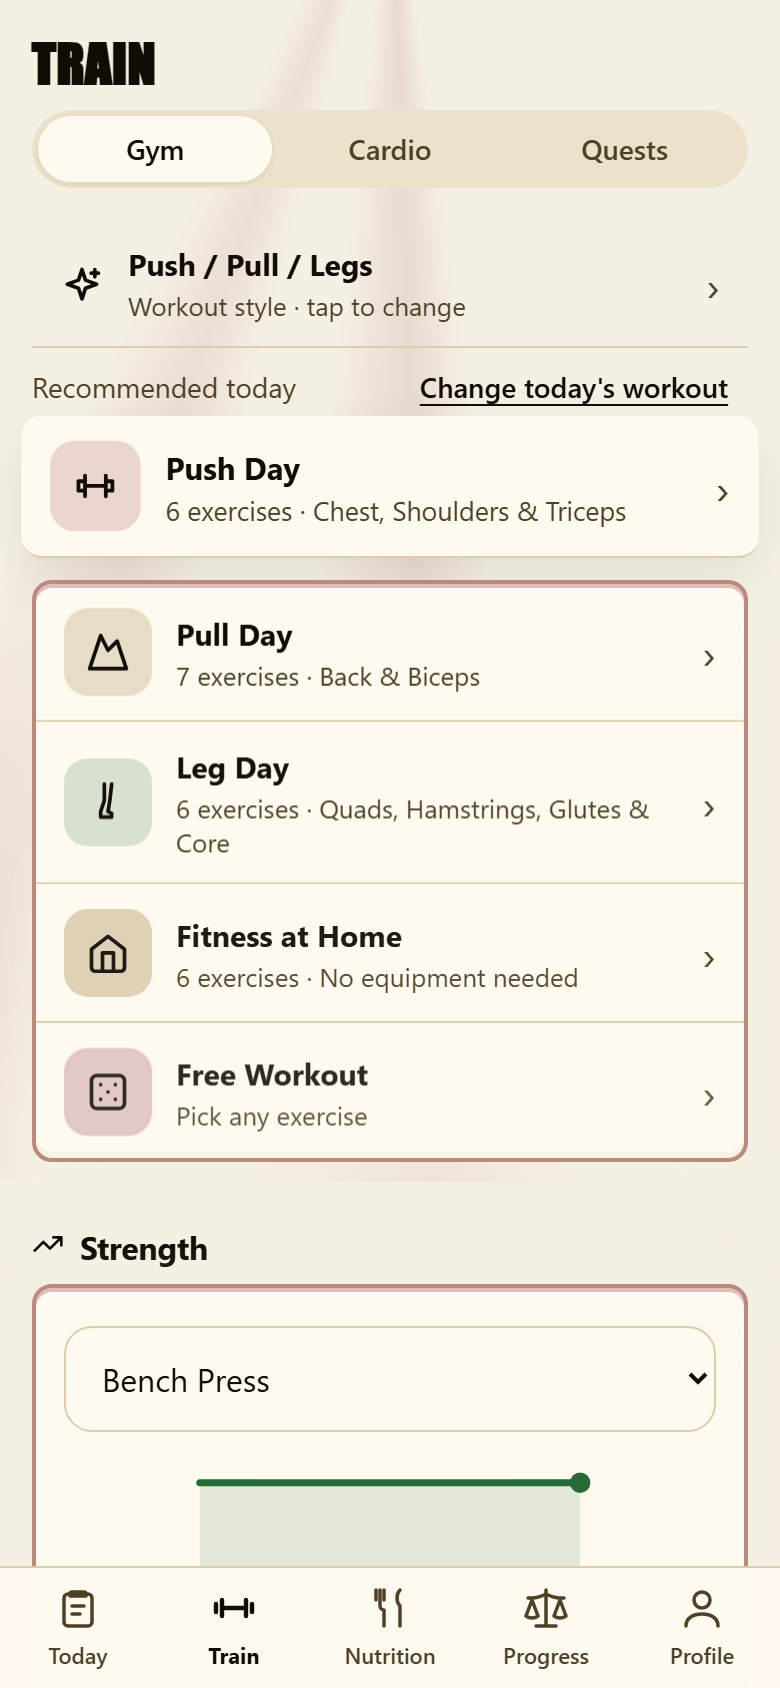 TRAIN
Gym
Cardio
Quests
Push / Pull / Legs
Workout style · tap to change
Recommended today
Change today's workout
Push Day
6 exercises · Chest, Shoulders & Triceps
Pull Day
7 exercises · Back & Biceps
Leg Day
6 exercises · Quads, Hamstrings, Glutes &
Core
Fitness at Home
6 exercises · No equipment needed
Free Workout
Pick any exercise
Strength
Bench Press
Today
Train
Nutrition
Progress
Profile